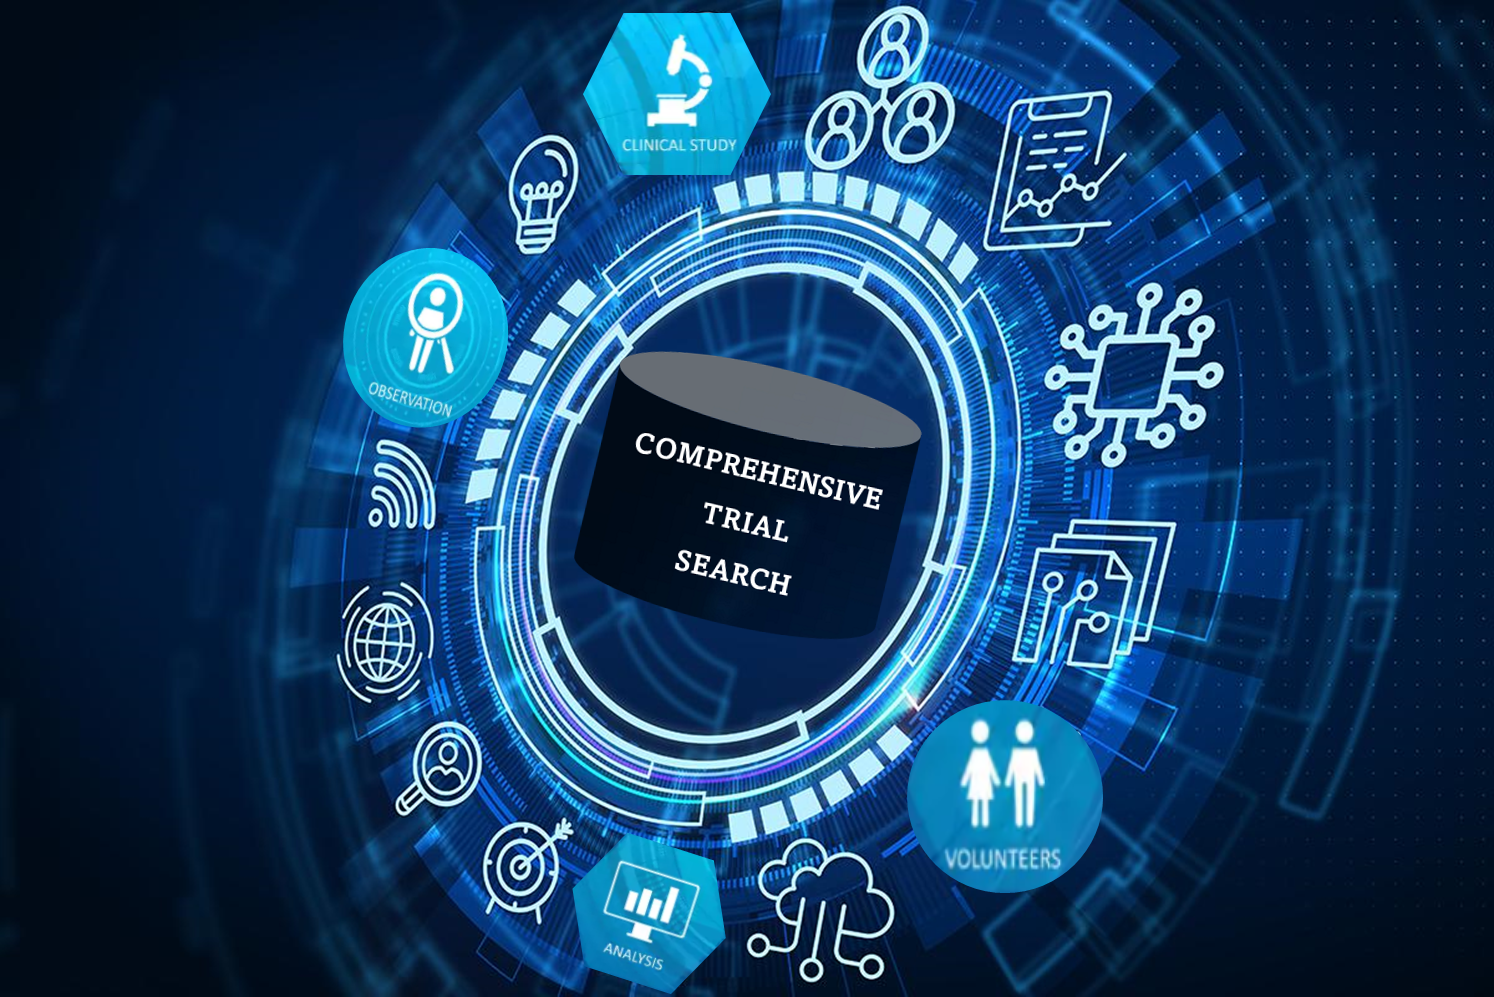 CLINICAL STUDY
OBSERVATION
COMPREHENSIVE
TRIAL
SEARCH
VOLUNTEERS
ANALYSIS